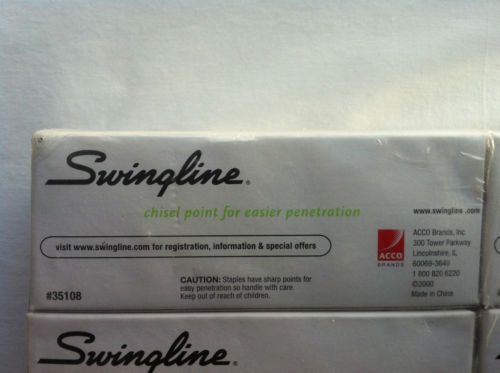 Swingline®
chisel point for easier penetration
www.swingline .com
visit www.swingline.com for registration, information & special offers
ACCO
BRANDS
ACCO Brands, Inc.
300 Tower Parkway
Lincolnshire, IL
60069-3649
1 800 820 6220
©2000
Made in China
CAUTION: Staples have sharp points for
easy penetration so handle with care.
Keep out of reach of children.
#35108
Swingline®